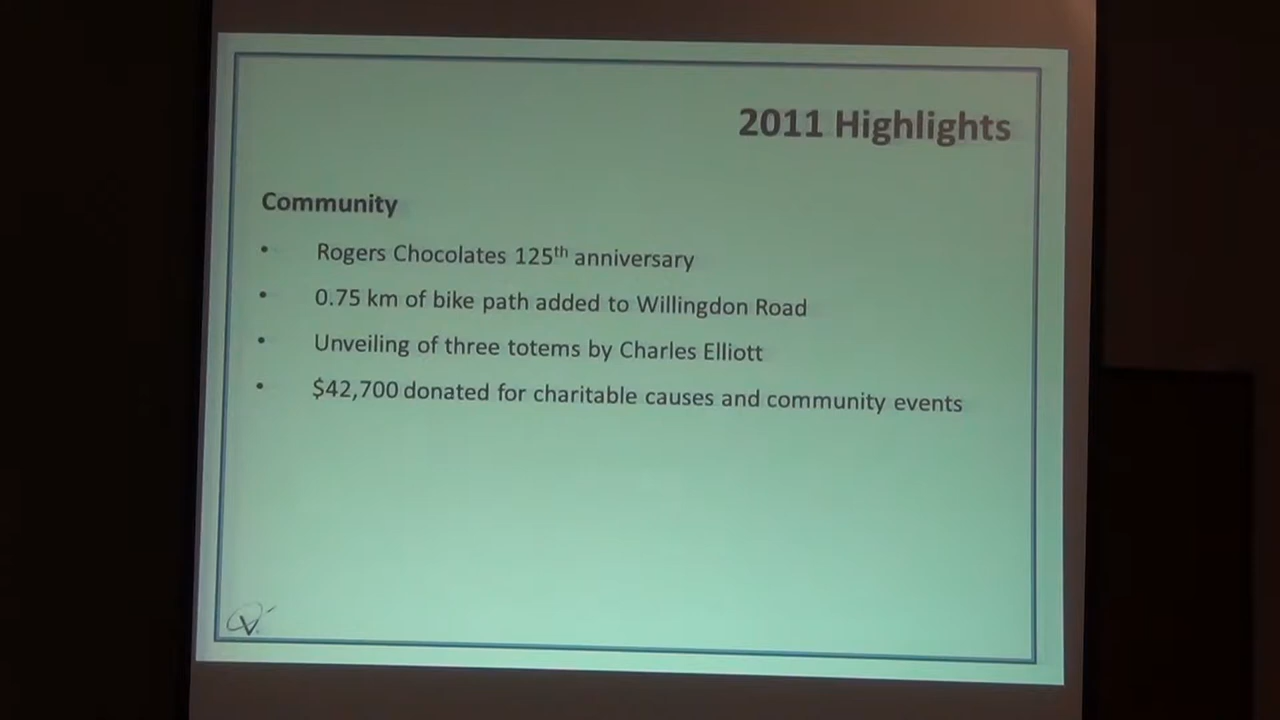 2011 Highlights
Community
• Rogers Chocolates 125th anniversary
• 0.75 km of bike path added to Willingdon Road
• Unveiling of three totems by Charles Elliott
• $42,700 donated for charitable causes and community events